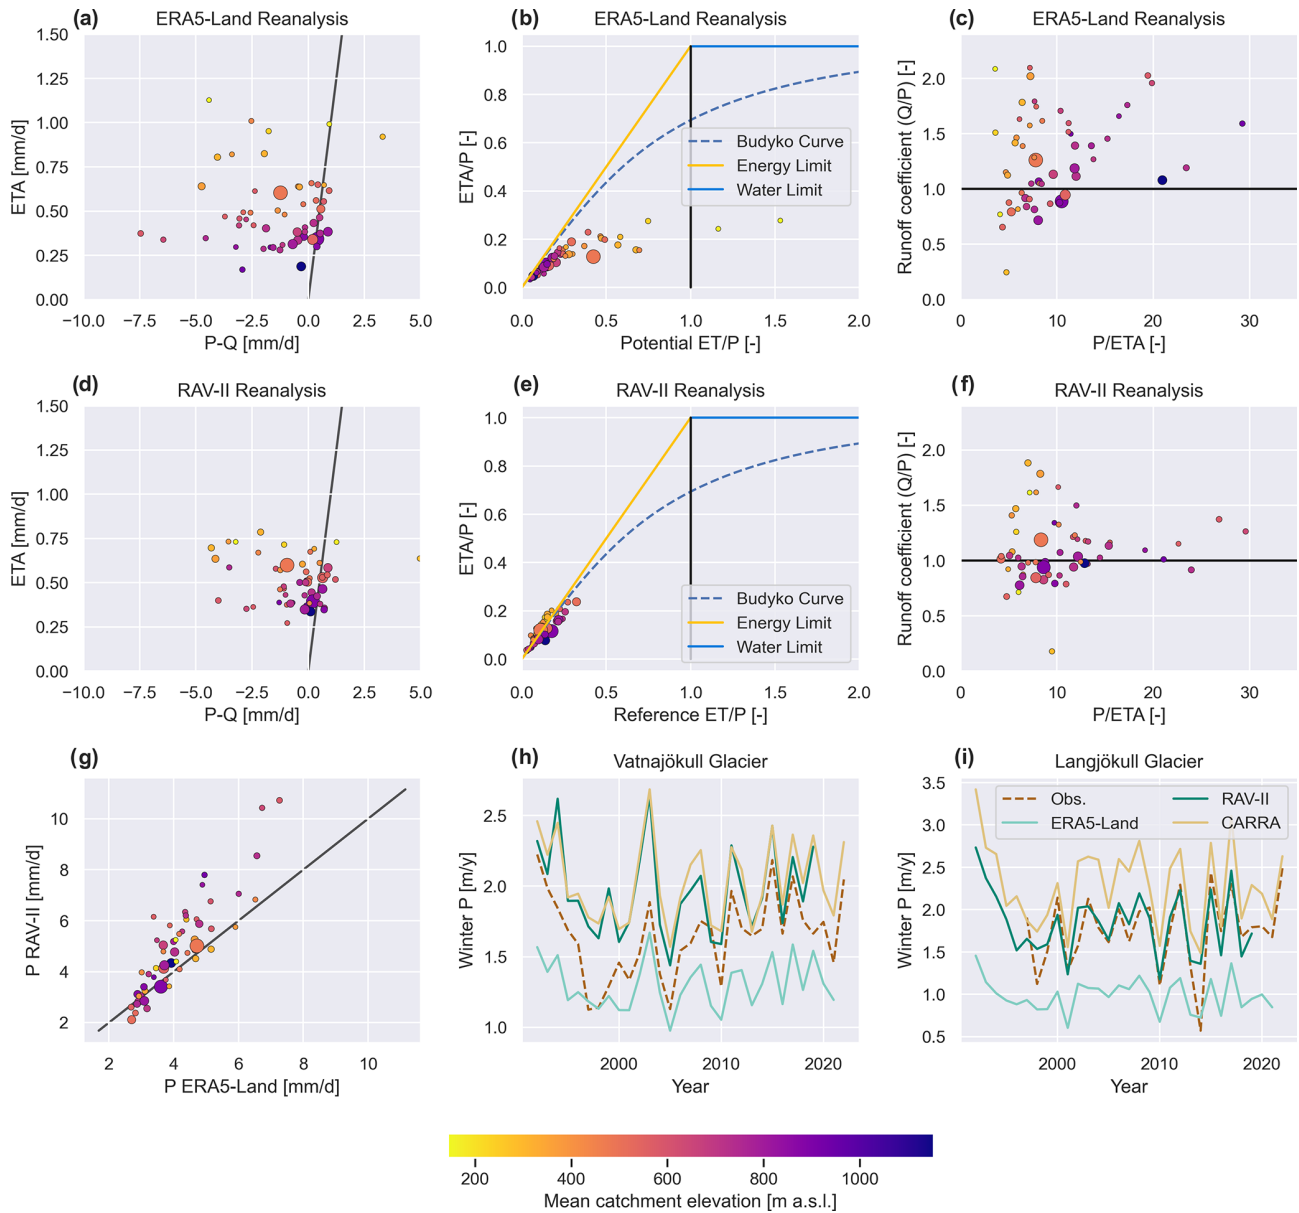 (a) ERA5-Land Reanalysis
1.50
1.25
1.00
0.75
0.50
0.25
0.00
ETA [mm/d]
−10.0 −7.5 −5.0 −2.5 0.0 2.5 5.0
P-Q [mm/d]
(b) ERA5-Land Reanalysis
1.0
0.8
0.6
0.4
0.2
0.0
ETA/P [-]
Budyko Curve
Energy Limit
Water Limit
0.0 0.5 1.0 1.5 2.0
Potential ET/P [-]
(c) ERA5-Land Reanalysis
2.0
1.5
1.0
0.5
0.0
Runoff coefficient (Q/P) [-]
0 10 20 30
P/ETA [-]
(d) RAV-II Reanalysis
1.50
1.25
1.00
0.75
0.50
0.25
0.00
ETA [mm/d]
−10.0 −7.5 −5.0 −2.5 0.0 2.5 5.0
P-Q [mm/d]
(e) RAV-II Reanalysis
1.0
0.8
0.6
0.4
0.2
0.0
ETA/P [-]
Budyko Curve
Energy Limit
Water Limit
0.0 0.5 1.0 1.5 2.0
Reference ET/P [-]
(f) RAV-II Reanalysis
2.0
1.5
1.0
0.5
0.0
Runoff coefficient (Q/P) [-]
0 10 20 30
P/ETA [-]
(g)
10
8
6
4
2
P RAV-II [mm/d]
2 4 6 8 10
P ERA5-Land [mm/d]
(h) Vatnajökull Glacier
2.5
2.0
1.5
1.0
Winter P [m/y]
2000 2010 2020
Year
(i) Langjökull Glacier
3.5
3.0
2.5
2.0
1.5
1.0
0.5
Winter P [m/y]
Obs. RAV-II
ERA5-Land CARRA
2000 2010 2020
Year
200 400 600 800 1000
Mean catchment elevation [m a.s.l.]